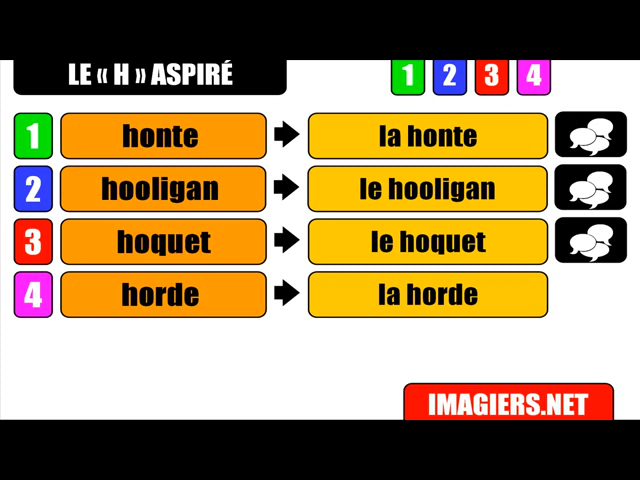 LE « H » ASPIRÉ
1 2 3 4
1 honte la honte
2 hooligan le hooligan
3 hoquet le hoquet
4 horde la horde
IMAGIERS.NET